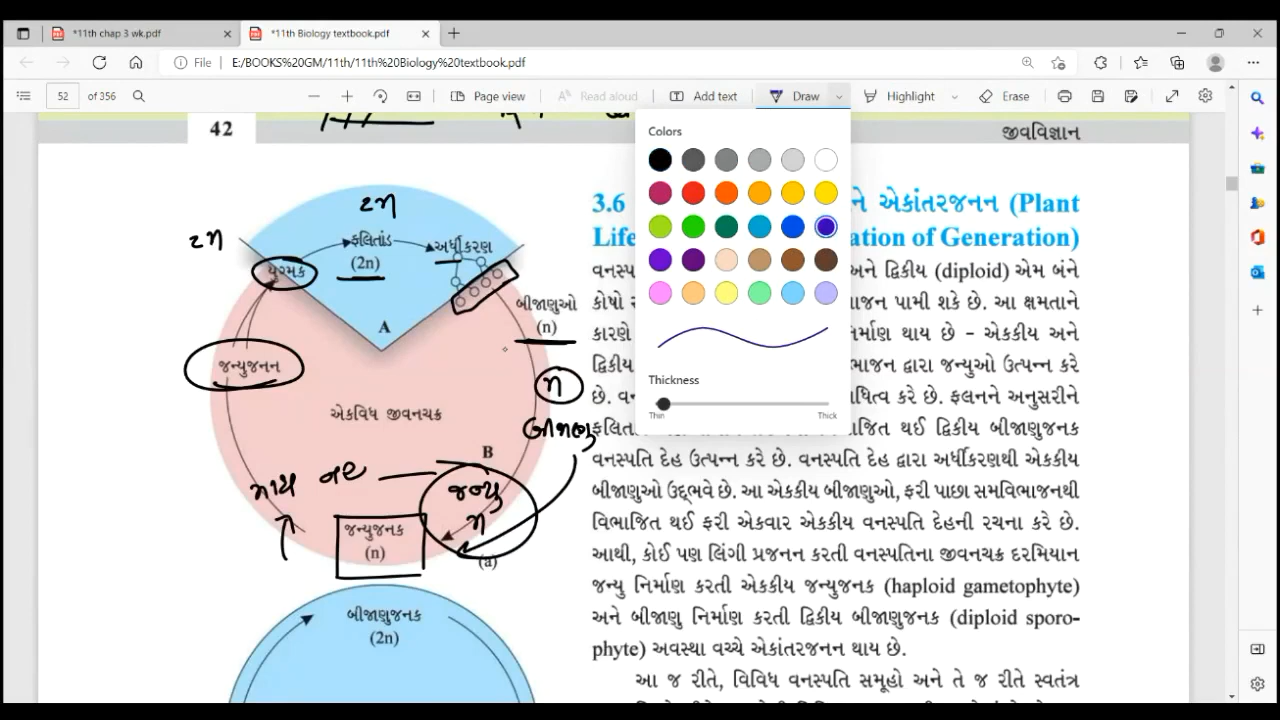 *11th chap 3 wk.pdf
*11th Biology textbook.pdf
File
E:/BOOKS%20GM/11th/11th%20Biology%20textbook.pdf
52 of 356
Page view
Read aloud
Add text
Draw
Highlight
Erase
42
જીવવિજ્ઞાન
Colors
Thickness
Thin
Thick
2n
2n
ફલિતાંડ
(2n)
અર્ધીકરણ
યુગ્મક
બીજાણુઓ
(n)
A
જન્યુજનન
n
એકવિધ જીવનચક્ર
બીજાણુ
B
માદા
નર
જન્યુ
n
જન્યુજનક
(n)
(a)
બીજાણુજનક
(2n)
3.6
ને એકાંતરજનન (Plant
Life
ation of Generation)
વનસ્પ
અને દ્વિકીય (diploid) એમ બંને
કોષો
ાજન પામી શકે છે. આ ક્ષમતાને
કારણે
ર્માણ થાય છે - એકકીય અને
દ્વિકીય
ભાજન દ્વારા જન્યુઓ ઉત્પન્ન કરે
છે. વન
ધિત્વ કરે છે. ફલનને અનુસરીને
ફલિતા
ાજિત થઈ દ્વિકીય બીજાણુજનક
વનસ્પતિ દેહ ઉત્પન્ન કરે છે. વનસ્પતિ દેહ દ્વારા અર્ધીકરણથી એકકીય
બીજાણુઓ ઉદ્ભવે છે. આ એકકીય બીજાણુઓ, ફરી પાછા સમવિભાજનથી
વિભાજિત થઈ ફરી એકવાર એકકીય વનસ્પતિ દેહની રચના કરે છે.
આથી, કોઈ પણ લિંગી પ્રજનન કરતી વનસ્પતિના જીવનચક્ર દરમિયાન
જન્યુ નિર્માણ કરતી એકકીય જન્યુજનક (haploid gametophyte)
અને બીજાણુ નિર્માણ કરતી દ્વિકીય બીજાણુજનક (diploid sporo-
phyte) અવસ્થા વચ્ચે એકાંતરજનન થાય છે.
આ જ રીતે, વિવિધ વનસ્પતિ સમૂહો અને તે જ રીતે સ્વતંત્ર